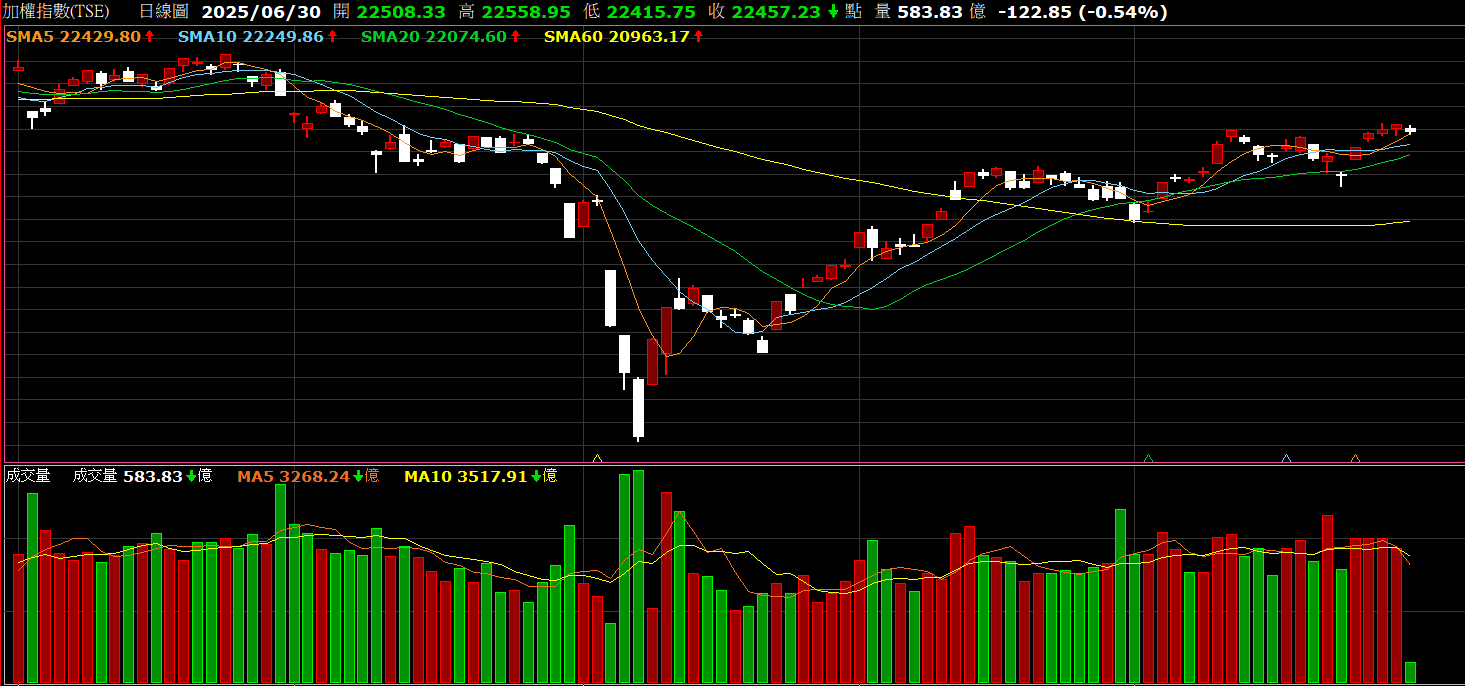 加權指數(TSE) 日線圖 2025/06/30 開 22508.33 高 22558.95 低 22415.75 收 22457.23↓點 量 583.83 億 -122.85 (-0.54%)
SMA5 22429.80↑ SMA10 22249.86↑ SMA20 22074.60↑ SMA60 20963.17↑
成交量 成交量 583.83↓億 MA5 3268.24↓億 MA10 3517.91↓億